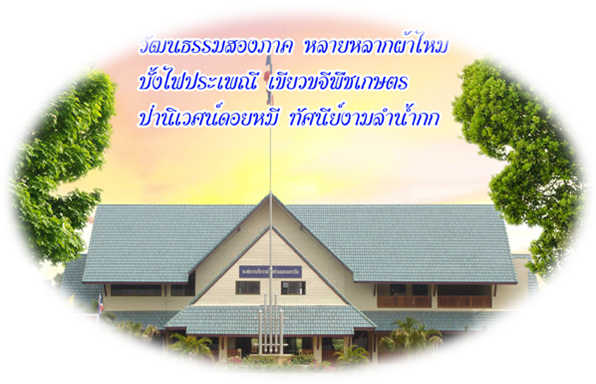 วัฒนธรรมสองภาค หลายหลากผ้าไหม
บั้งไฟประเพณี เขียวขจีพืชเกษตร
ป่านิเวศน์ดอยหมี ทัศนีย์งามลำน้ำกก